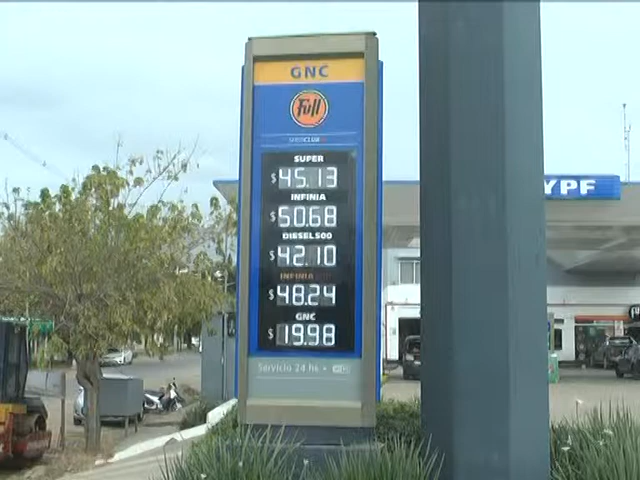 GNC
Full
SUPER
$ 45.13
INFINIA
$ 50.68
DIESEL500
$ 42.10
INFINIA
$ 48.24
GNC
$ 19.98
Servicio 24 hs •
YPF